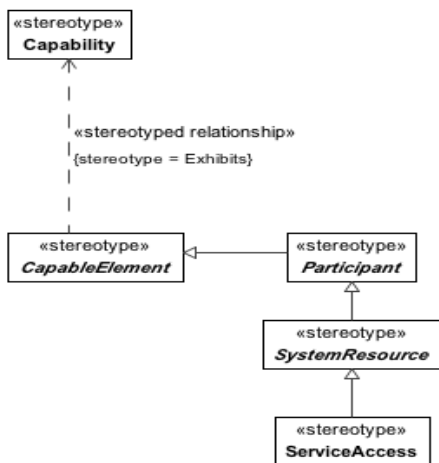 «stereotype»
Capability
«stereotyped relationship»
{stereotype = Exhibits}
«stereotype»
CapableElement
«stereotype»
Participant
«stereotype»
SystemResource
«stereotype»
ServiceAccess